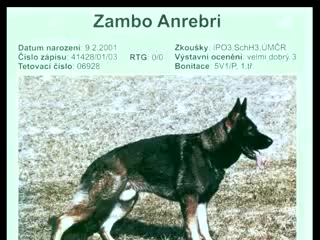 Zambo Anrebri
Datum narození: 9.2.2001
Číslo zápisu: 41428/01/03 RTG: 0/0
Tetovací číslo: 06928
Zkoušky: IPO3,SchH3,ÚMČR
Výstavní ocenění: velmi dobrý 3
Bonitace: 5V1/P, 1.tř.